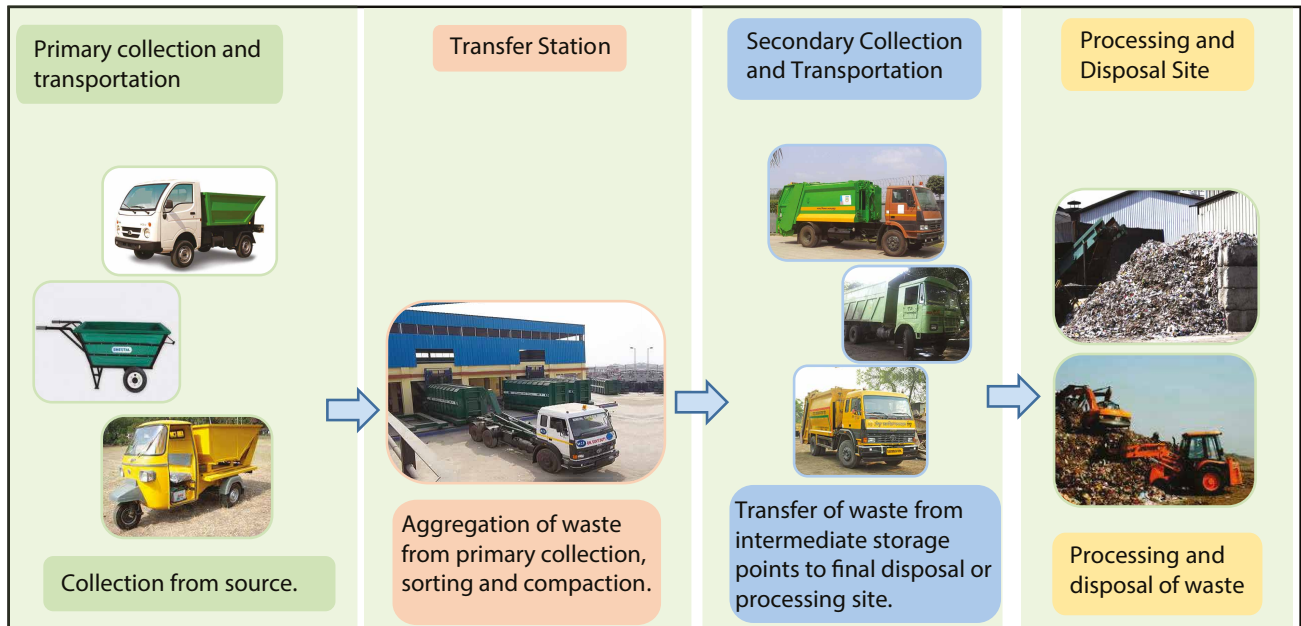 Primary collection and
transportation
Transfer Station
Secondary Collection
and Transportation
Processing and
Disposal Site
Aggregation of waste
from primary collection,
sorting and compaction.
Transfer of waste from
intermediate storage
points to final disposal or
processing site.
Collection from source.
Processing and
disposal of waste